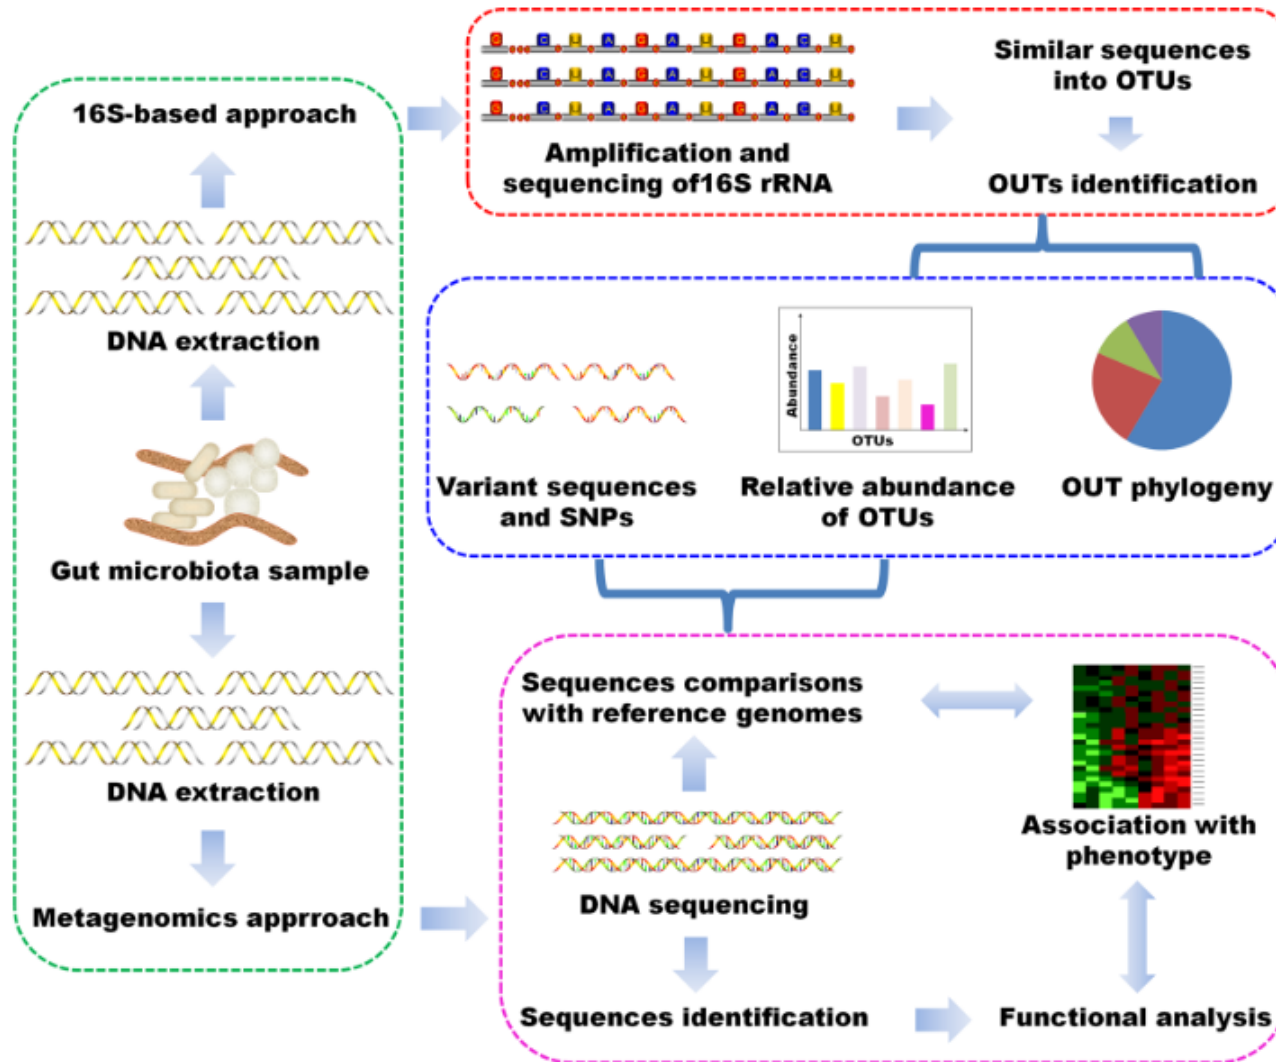 G C U A G A U G A C U
G C U A G A U G A C U
G C U A G A U G A C U
Amplification and
sequencing of16S rRNA
Similar sequences
into OTUs
OUTs identification
16S-based approach
DNA extraction
Gut microbiota sample
DNA extraction
Metagenomics apprroach
Variant sequences
and SNPs
Abundance
OTUs
Relative abundance
of OTUs
OUT phylogeny
Sequences comparisons
with reference genomes
DNA sequencing
Sequences identification
Association with
phenotype
Functional analysis